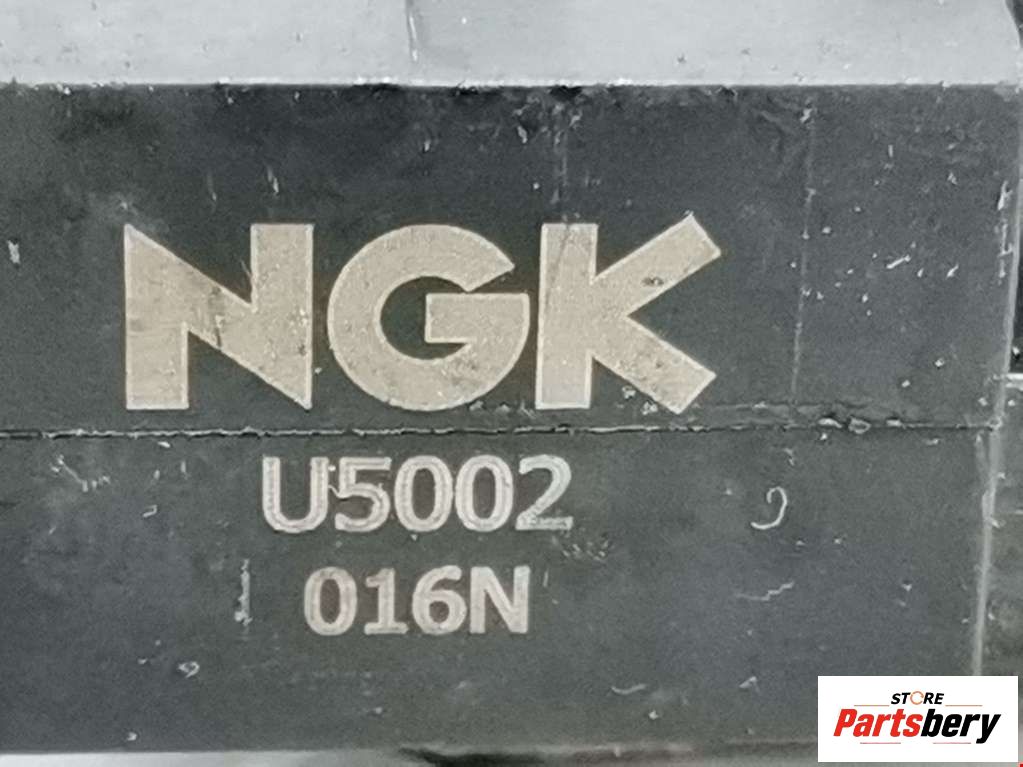 NGK
U5002
016N
STORE
Partsbery